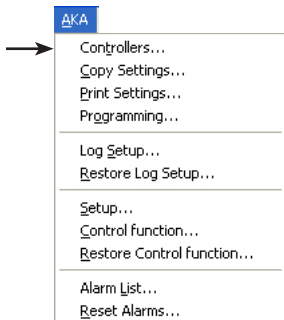 AKA
Controllers...
Copy Settings...
Print Settings...
Programming...
Log Setup...
Restore Log Setup...
Setup...
Control function...
Restore Control function...
Alarm List...
Reset Alarms...